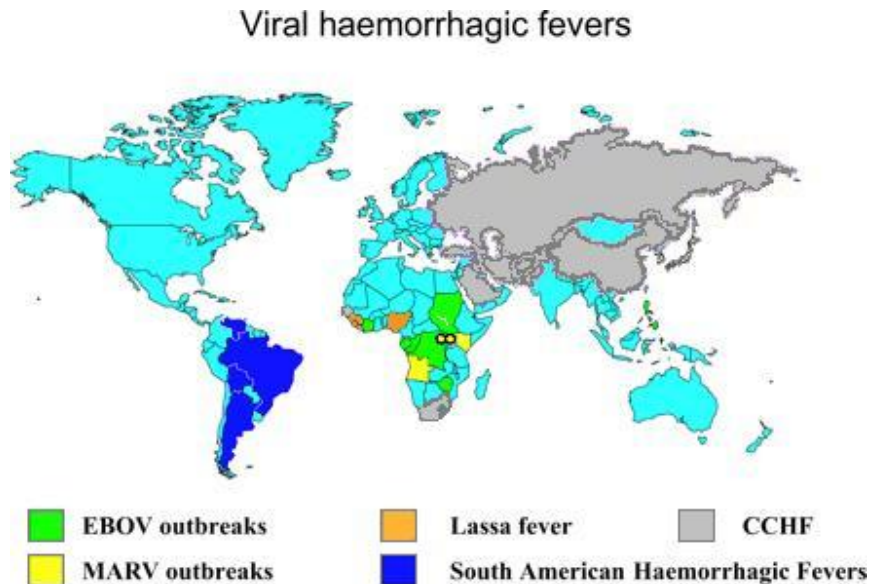 Viral haemorrhagic fevers
EBOV outbreaks
Lassa fever
CCHF
MARV outbreaks
South American Haemorrhagic Fevers